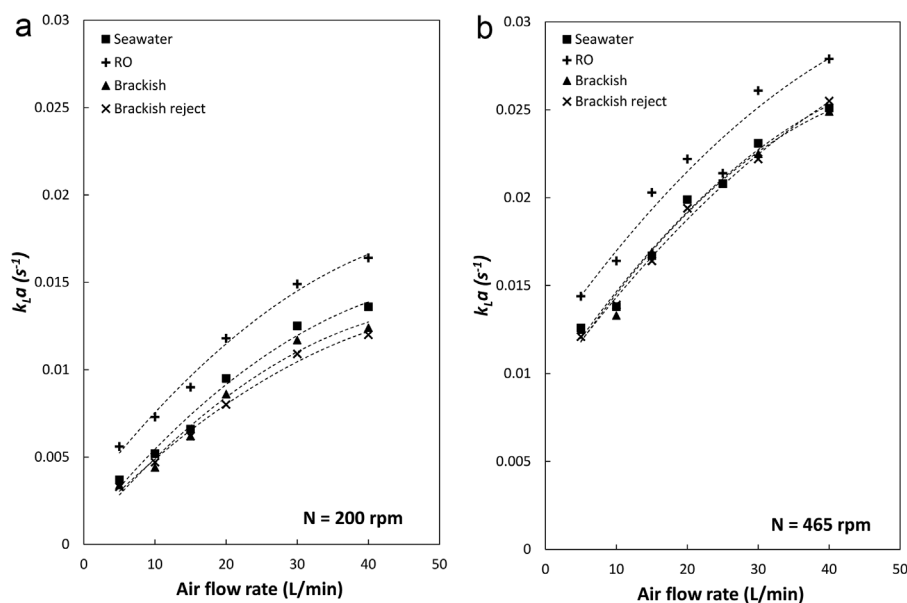 a
0.03
0.025
0.02
0.015
0.01
0.005
0
Seawater
RO
Brackish
Brackish reject
kLa (s-1)
N = 200 rpm
0 10 20 30 40 50
Air flow rate (L/min)
b
0.03
0.025
0.02
0.015
0.01
0.005
0
Seawater
RO
Brackish
Brackish reject
kLa (s-1)
N = 465 rpm
0 10 20 30 40 50
Air flow rate (L/min)